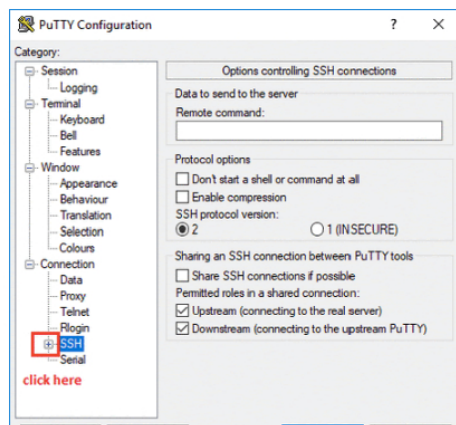 PuTTY Configuration
Category:
Session
Logging
Terminal
Keyboard
Bell
Features
Window
Appearance
Behaviour
Translation
Selection
Colours
Connection
Data
Proxy
Telnet
Rlogin
SSH
Serial
click here
Options controlling SSH connections
Data to send to the server
Remote command:
Protocol options
Don't start a shell or command at all
Enable compression
SSH protocol version:
2 1 (INSECURE)
Sharing an SSH connection between PuTTY tools
Share SSH connections if possible
Permitted roles in a shared connection:
Upstream (connecting to the real server)
Downstream (connecting to the upstream PuTTY)